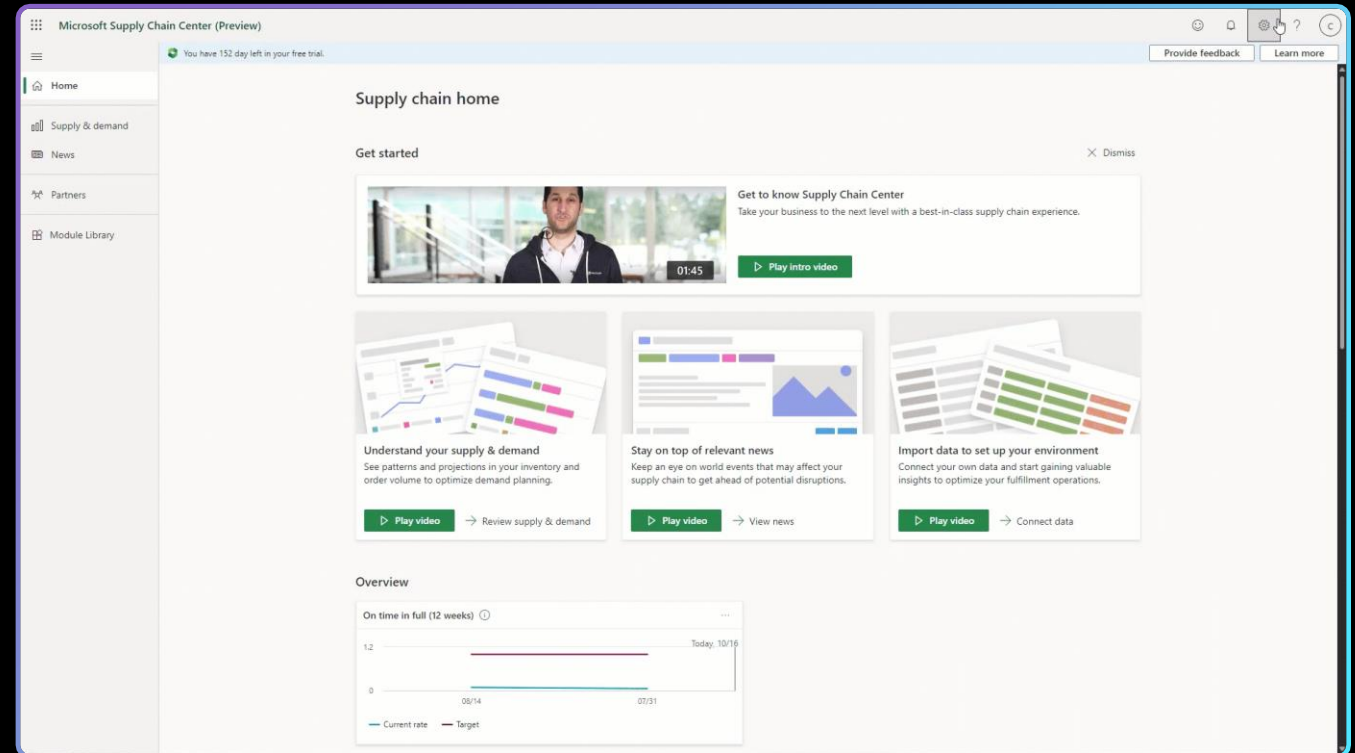 Microsoft Supply Chain Center (Preview)
?
C
You have 152 day left in your free trial.
Provide feedback
Learn more
Home
Supply & demand
News
Partners
Module Library
Supply chain home
Get started
Dismiss
01:45
Get to know Supply Chain Center
Take your business to the next level with a best-in-class supply chain experience.
Play intro video
Understand your supply & demand
See patterns and projections in your inventory and
order volume to optimize demand planning.
Play video
Review supply & demand
Stay on top of relevant news
Keep an eye on world events that may affect your
supply chain to get ahead of potential disruptions.
Play video
View news
Import data to set up your environment
Connect your own data and start gaining valuable
insights to optimize your fulfillment operations.
Play video
Connect data
Overview
On time in full (12 weeks)
...
Today, 10/16
1.2
0
08/14
07/31
Current rate
Target